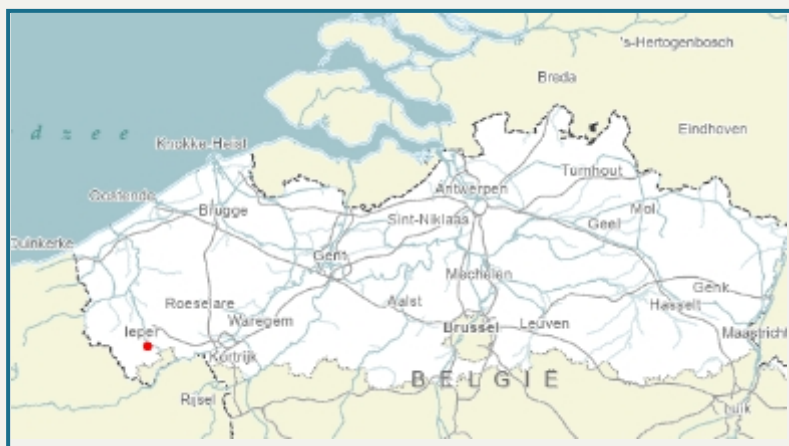 's-Hertogenbosch
Breda
dzee
Eindhoven
Knokke-Heist
Turnhout
Oostende
Antwerpen
Brugge
Mol
Sint-Niklaas
Geel
Duinkerke
Gent
Mechelen
Genk
Roeselare
Aalst
Hasselt
Ieper
Waregem
Brussel
Leuven
Maastricht
Kortrijk
BELGIË
Rijsel
Luik